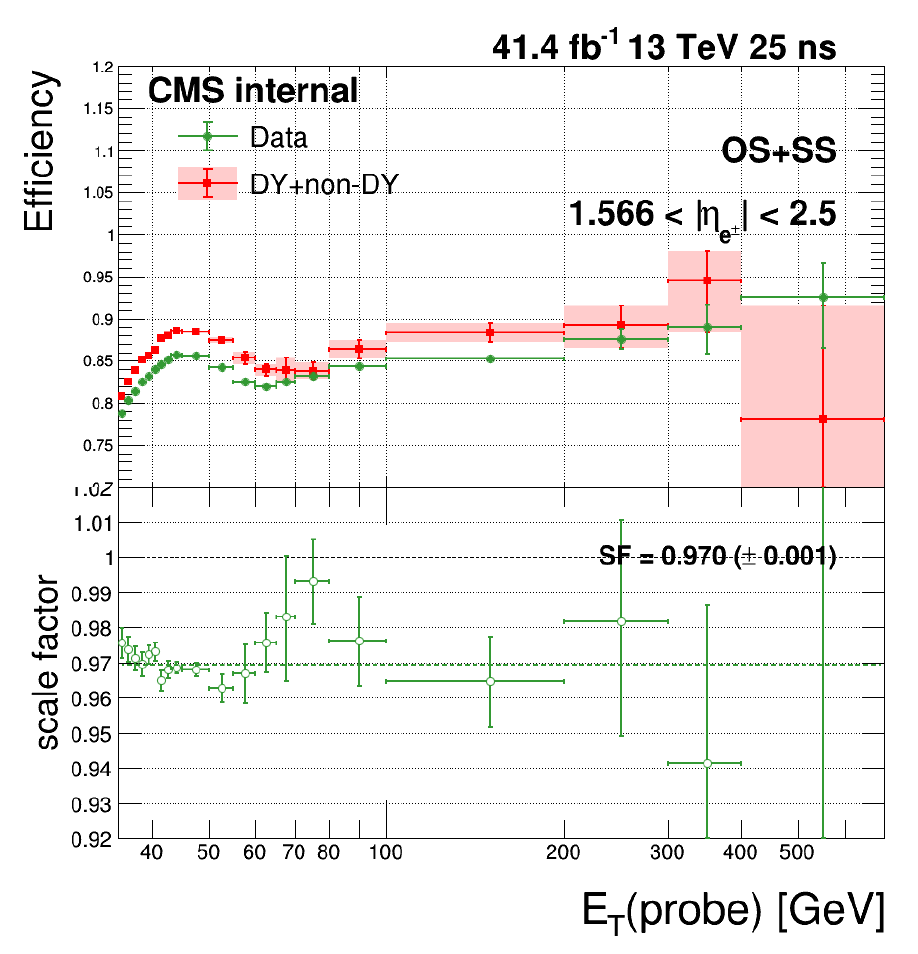 41.4 fb-1 13 TeV 25 ns
CMS internal
Data
DY+non-DY
OS+SS
1.566 < |ηe±| < 2.5
Efficiency
1.2
1.15
1.1
1.05
1
0.95
0.9
0.85
0.8
0.75
1.02
1.01
1
0.99
0.98
0.97
0.96
0.95
0.94
0.93
0.92
scale factor
SF = 0.970 (± 0.001)
40 50 60 70 80 100 200 300 400 500
ET(probe) [GeV]